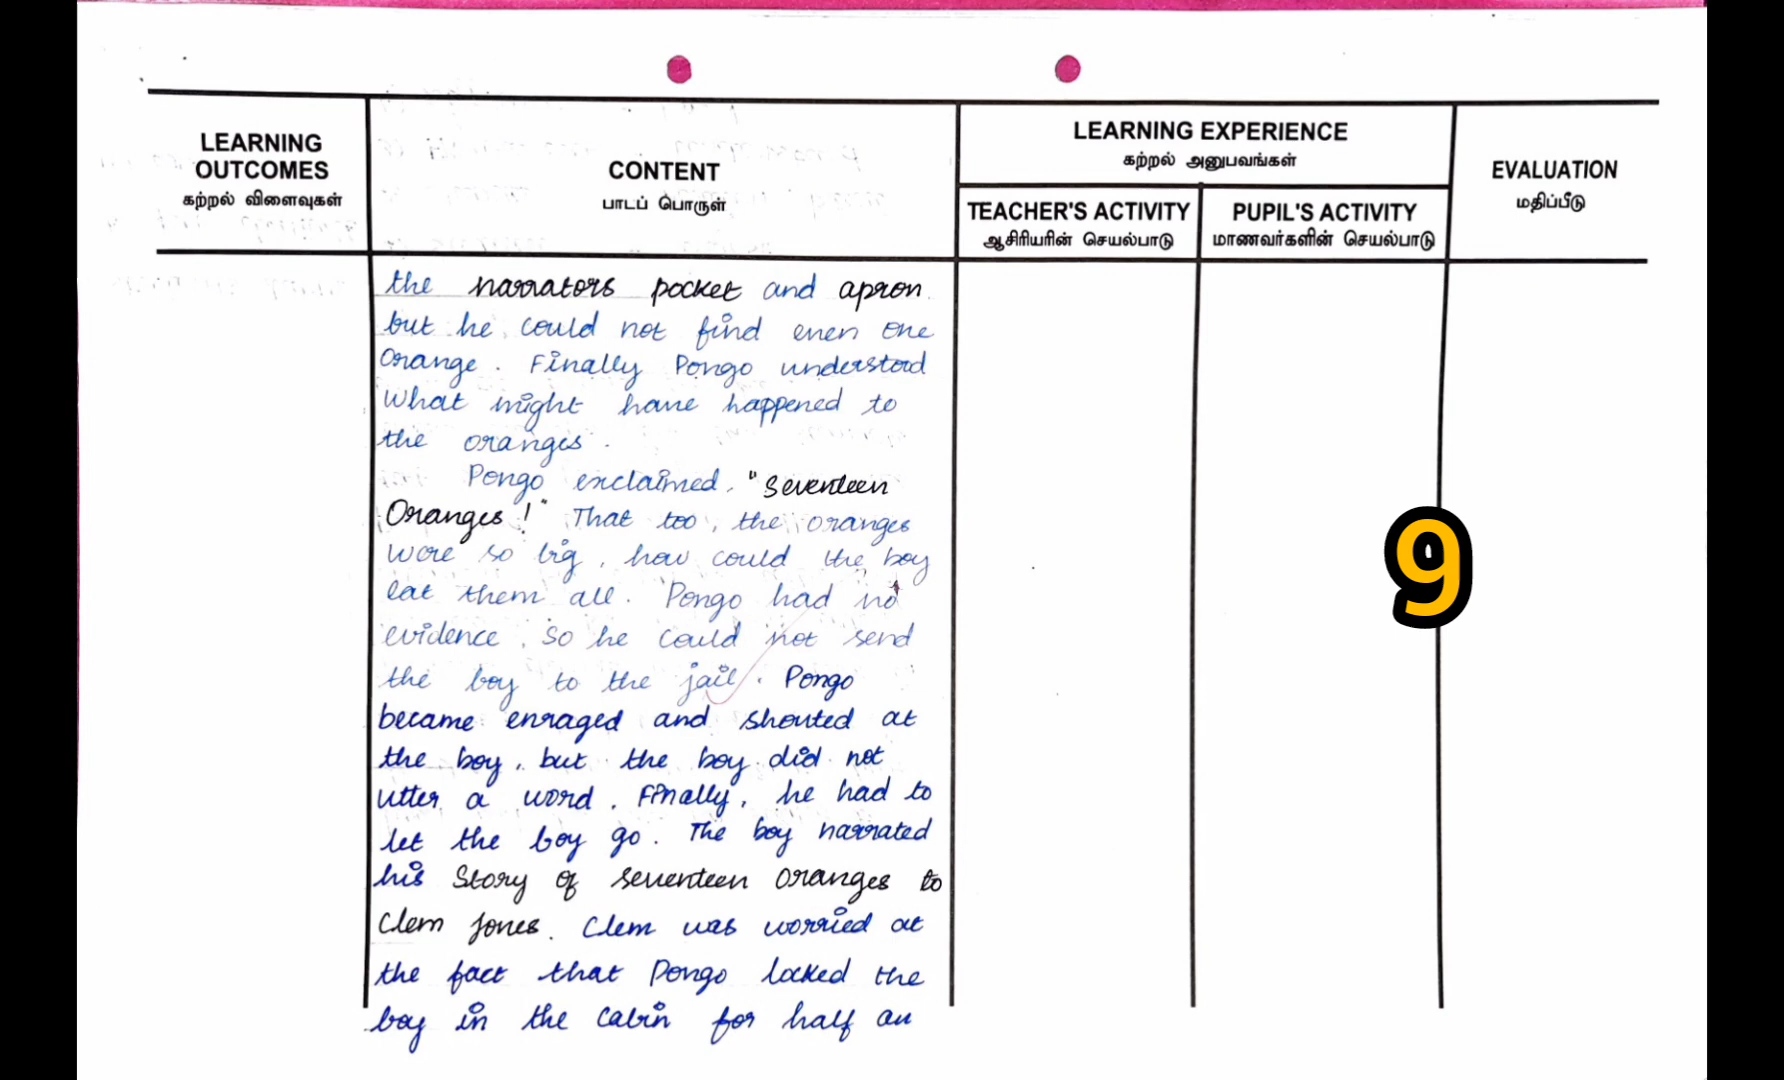 LEARNING
OUTCOMES
கற்றல் விளைவுகள்
CONTENT
பாடப் பொருள்
LEARNING EXPERIENCE
கற்றல் அனுபவங்கள்
TEACHER'S ACTIVITY
ஆசிரியரின் செயல்பாடு
PUPIL'S ACTIVITY
மாணவர்களின் செயல்பாடு
EVALUATION
மதிப்பீடு
the narrators pocket and apron
but he could not find even one
Orange. Finally Pongo understood
what might have happened to
the oranges.
Pongo exclaimed, "Seventeen
Oranges!" That too, the oranges
were so big, how could the boy
eat them all. Pongo had no
evidence, so he could not send
the boy to the jail. Pongo
became enraged and shouted at
the boy, but the boy did not
utter a word. Finally, he had to
let the boy go. The boy narrated
his Story of seventeen oranges to
Clem Jones. Clem was worried at
the fact that Pongo locked the
boy in the cabin for half an
9